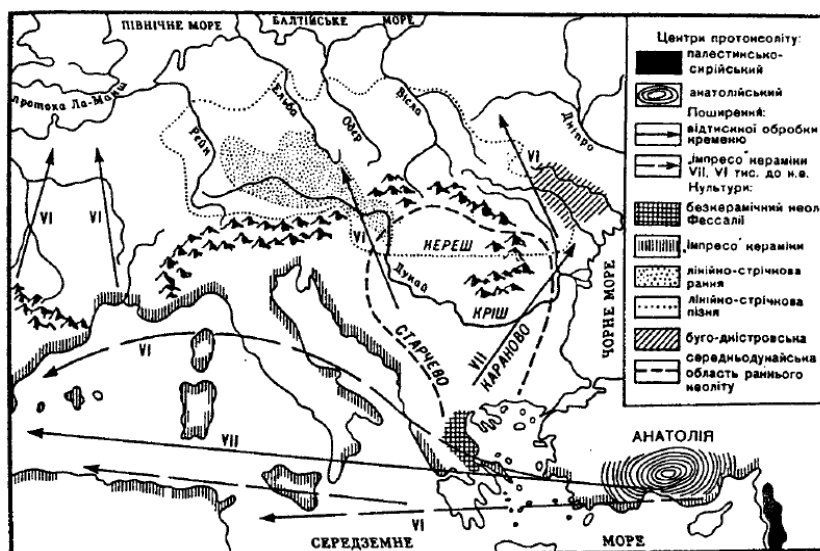 ПІВНІЧНЕ МОРЕ
БАЛТІЙСЬКЕ МОРЕ
протока Ла-Манш
Рейн
Ельба
Одер
Вісла
Дніпро
VI
VI
VI
VI
КЕРЕШ
Дунай
КРІШ
СТАРЧЕВО
VII
КАРАНОВО
ЧОРНЕ МОРЕ
VI
VII
АНАТОЛІЯ
VI
СЕРЕДЗЕМНЕ МОРЕ
Центри протонеоліту:
палестинсько-
сирійський
анатолійський
Поширення:
відтисний обробки
кременю
"імпресо" кераміки
VII, VI тис. до н.е.
Культури:
безкерамічний неол.
Фессалії
"імпресо" кераміки
лінійно-стрічкова
рання
лінійно-стрічкова
пізня
буго-дністровська
середньодунайська
область раннього
неоліту